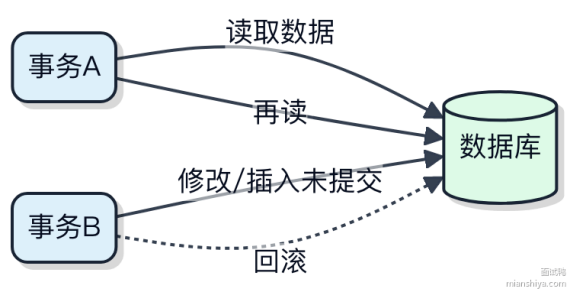 读取数据
事务A
再读
数据库
修改/插入未提交
事务B
回滚
面试鸭
mianshiya.com